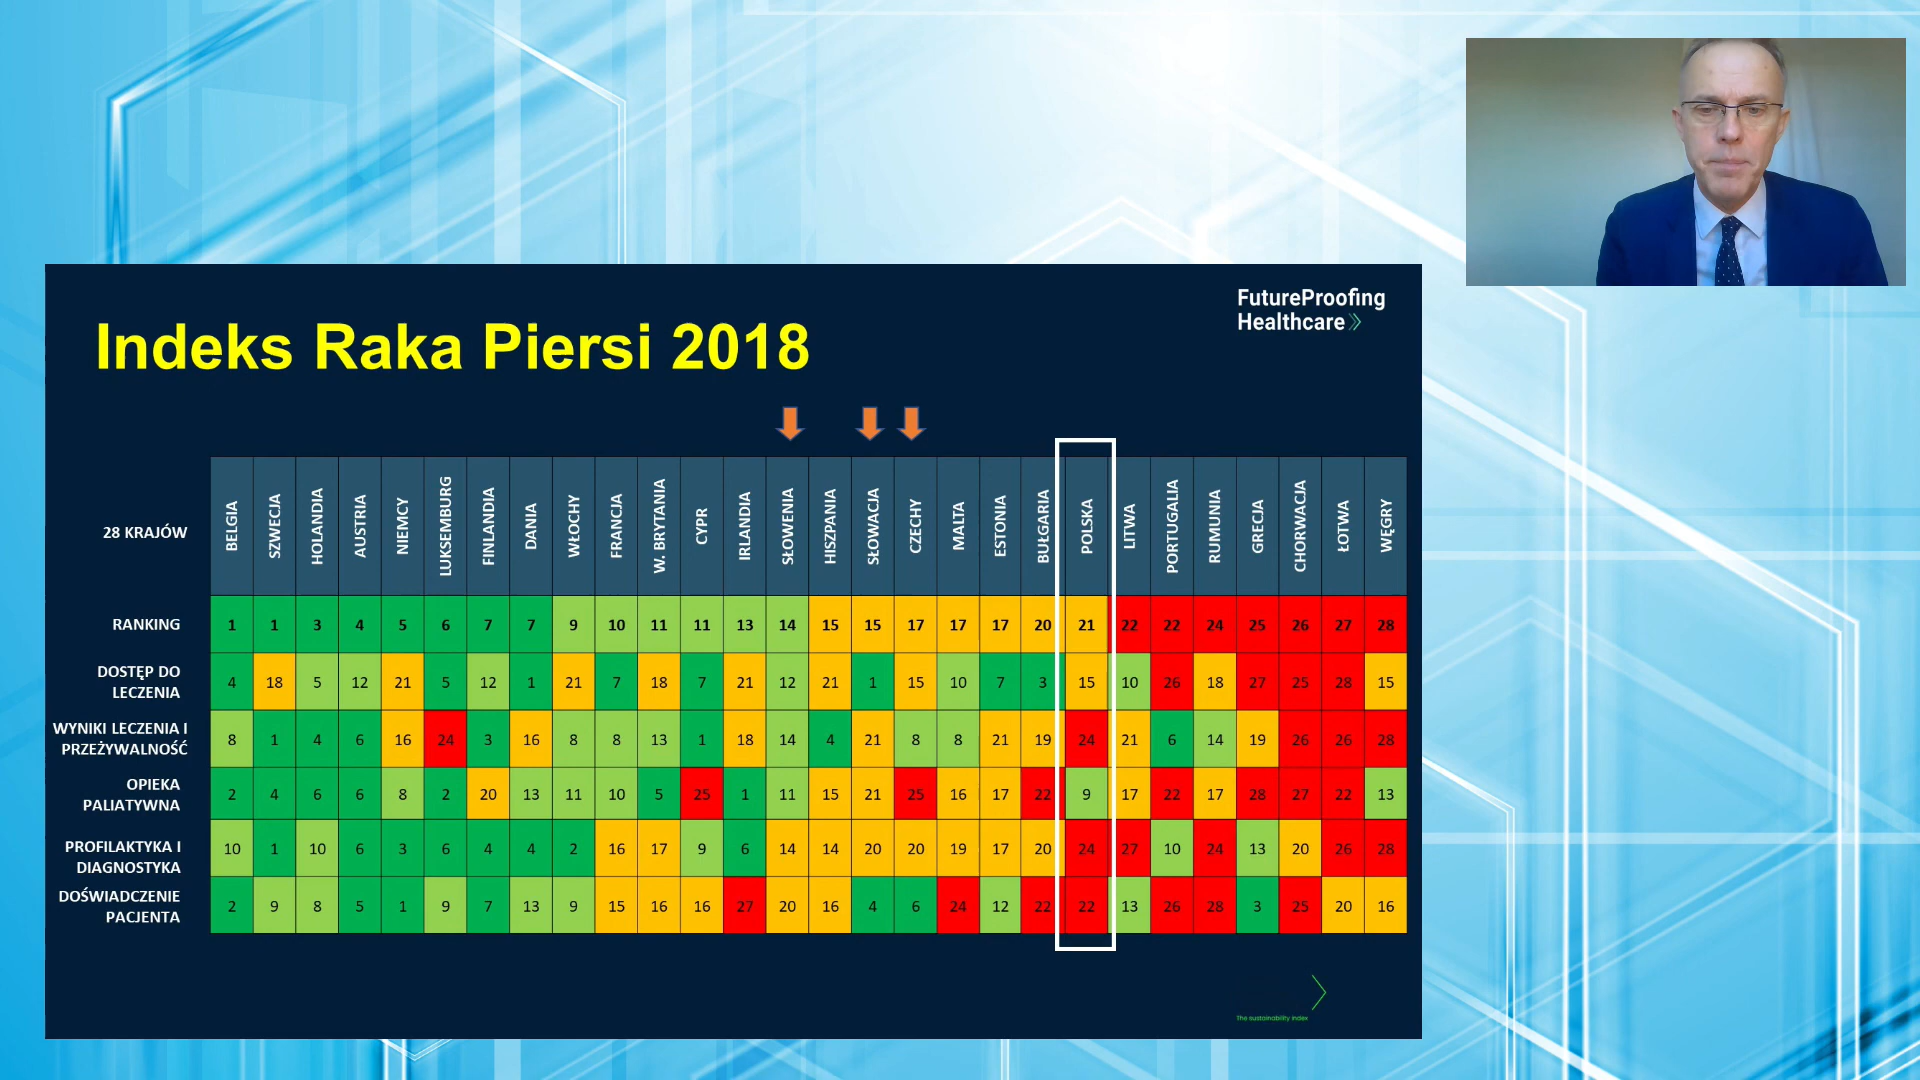 FutureProofing
Healthcare
Indeks Raka Piersi 2018
28 KRAJÓW BELGIA SZWECJA HOLANDIA AUSTRIA NIEMCY LUKSEMBURG FINLANDIA DANIA WŁOCHY FRANCJA W. BRYTANIA CYPR IRLANDIA SŁOWENIA HISZPANIA SŁOWACJA CZECHY MALTA ESTONIA BUŁGARIA POLSKA LITWA PORTUGALIA RUMUNIA GRECJA CHORWACJA ŁOTWA WĘGRY
RANKING 1 1 3 4 5 6 7 7 9 10 11 11 13 14 15 15 17 17 17 20 21 22 22 24 25 26 27 28
DOSTĘP DO
LECZENIA 4 18 5 12 21 5 12 1 21 7 18 7 21 12 21 1 15 10 7 3 15 10 26 18 27 25 28 15
WYNIKI LECZENIA I
PRZEŻYWALNOŚĆ 8 1 4 6 16 24 3 16 8 8 13 1 18 14 4 21 8 8 21 19 24 21 6 14 19 26 26 28
OPIEKA
PALIATYWNA 2 4 6 6 8 2 20 13 11 10 5 25 1 11 15 21 25 16 17 22 9 17 22 17 28 27 22 13
PROFILAKTYKA I
DIAGNOSTYKA 10 1 10 6 3 6 4 4 2 16 17 9 6 14 14 20 20 19 17 20 24 27 10 24 13 20 26 28
DOŚWIADCZENIE
PACJENTA 2 9 8 5 1 9 7 13 9 15 16 16 27 20 16 4 6 24 12 22 22 13 26 28 3 25 20 16
The sustainability index